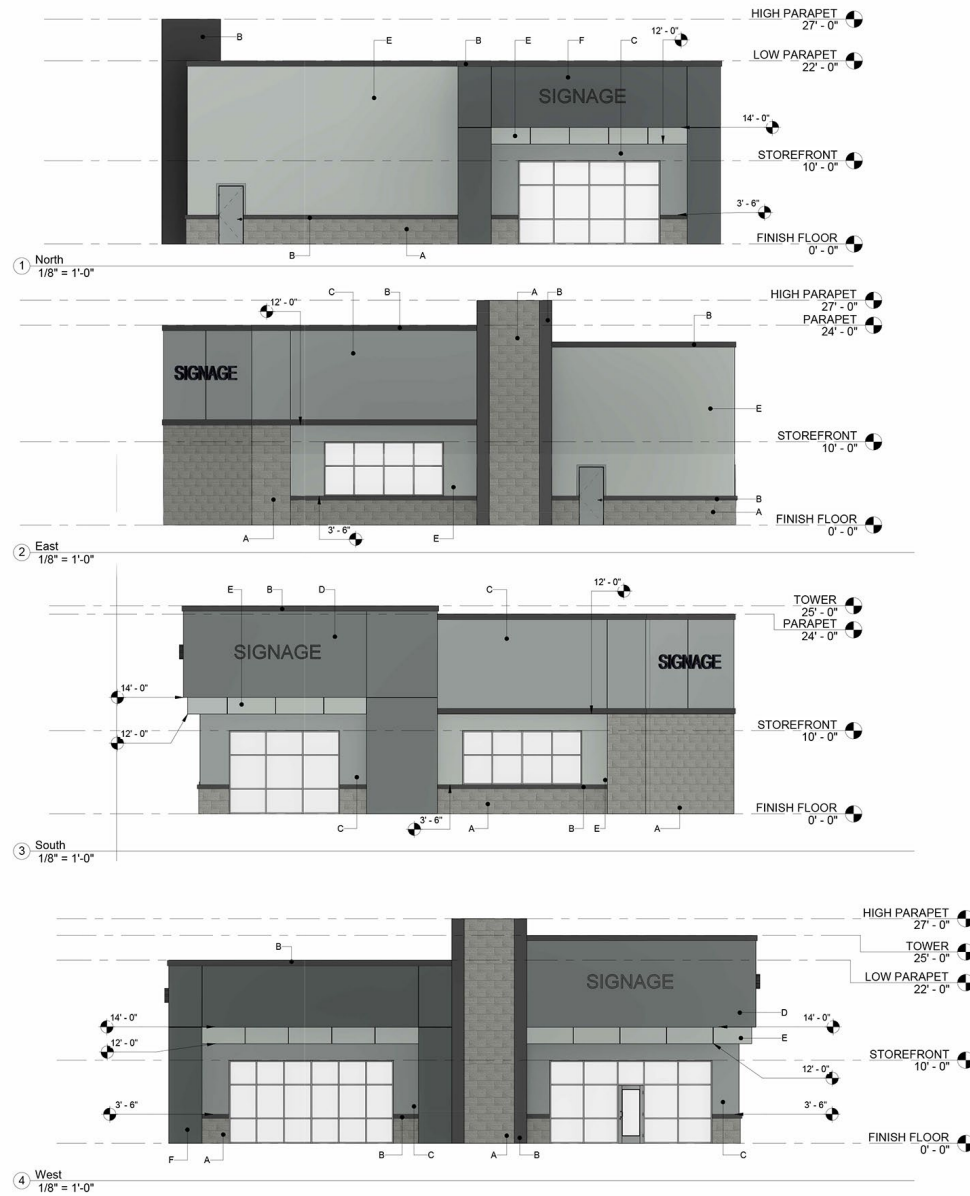 HIGH PARAPET
27' - 0"
B
E
B
E
F
C
12' - 0"
LOW PARAPET
22' - 0"
SIGNAGE
14' - 0"
STOREFRONT
10' - 0"
3' - 6"
FINISH FLOOR
0' - 0"
B
A
1 North
1/8" = 1'-0"
12' - 0"
C
B
A
B
HIGH PARAPET
27' - 0"
B
PARAPET
24' - 0"
SIGNAGE
E
STOREFRONT
10' - 0"
B
A
FINISH FLOOR
0' - 0"
A
3' - 6"
E
2 East
1/8" = 1'-0"
E
B
D
C
12' - 0"
TOWER
25' - 0"
PARAPET
24' - 0"
SIGNAGE
SIGNAGE
14' - 0"
12' - 0"
STOREFRONT
10' - 0"
FINISH FLOOR
0' - 0"
C
3' - 6"
A
B
E
A
3 South
1/8" = 1'-0"
HIGH PARAPET
27' - 0"
B
TOWER
25' - 0"
SIGNAGE
LOW PARAPET
22' - 0"
14' - 0"
D
14' - 0"
12' - 0"
E
STOREFRONT
10' - 0"
12' - 0"
3' - 6"
3' - 6"
FINISH FLOOR
0' - 0"
F
A
B
C
A
B
C
4 West
1/8" = 1'-0"